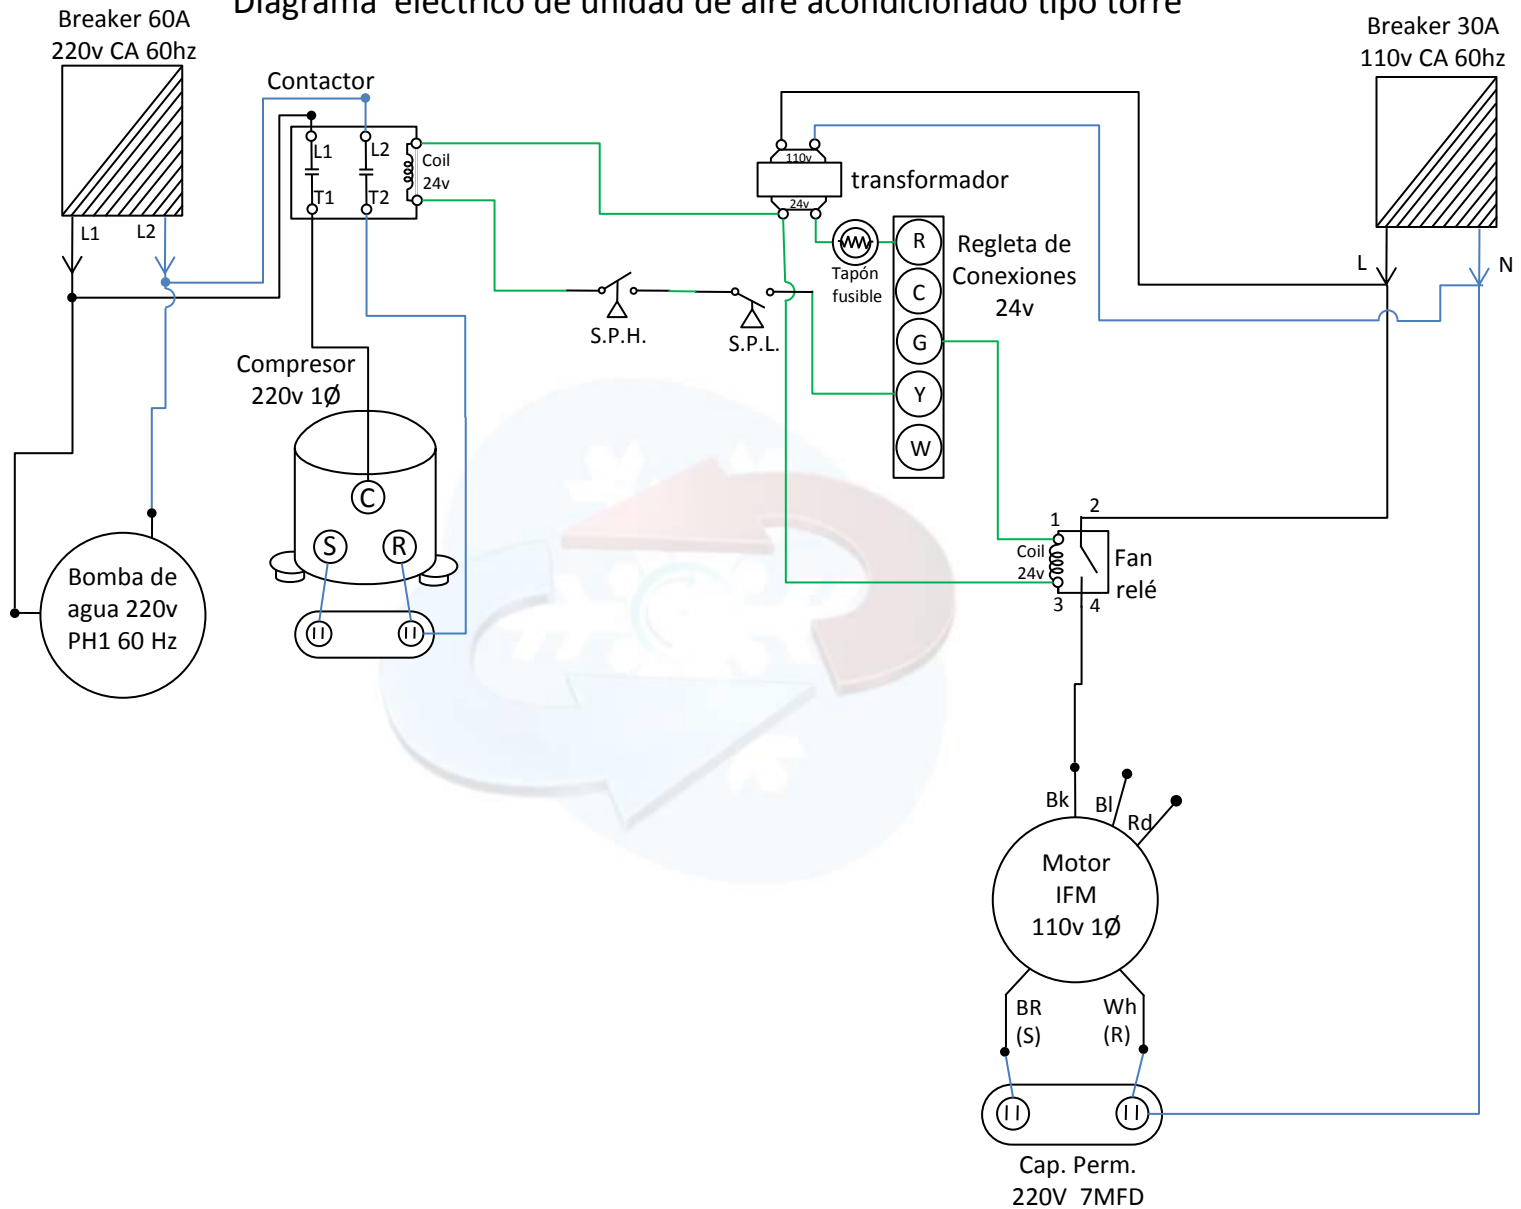 Diagrama eléctrico de unidad de aire acondicionado tipo torre
Breaker 60A
220v CA 60hz
Breaker 30A
110v CA 60hz
Contactor
L1
L2
T1
T2
Coil
24v
110v
24v
transformador
L1
L2
R
C
G
Y
W
Tapón
fusible
Regleta de
Conexiones
24v
L
N
S.P.H.
S.P.L.
Compresor
220v 1Ø
C
S
R
Bomba de
agua 220v
PH1 60 Hz
1
2
Coil
24v
3
4
Fan
relé
Bk
Bl
Rd
Motor
IFM
110v 1Ø
BR
(S)
Wh
(R)
Cap. Perm.
220V 7MFD